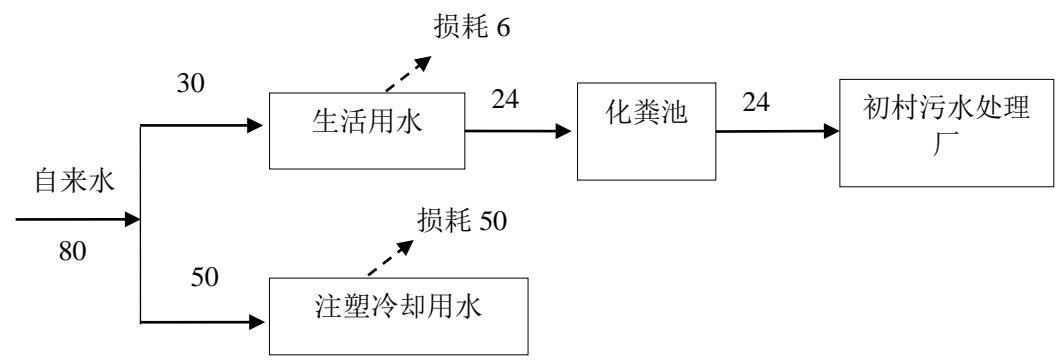 损耗 6
30
生活用水
24
化粪池
24
初村污水处理
厂
自来水
80
损耗 50
50
注塑冷却用水